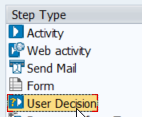 Step Type
Activity
Web activity
Send Mail
Form
User Decision